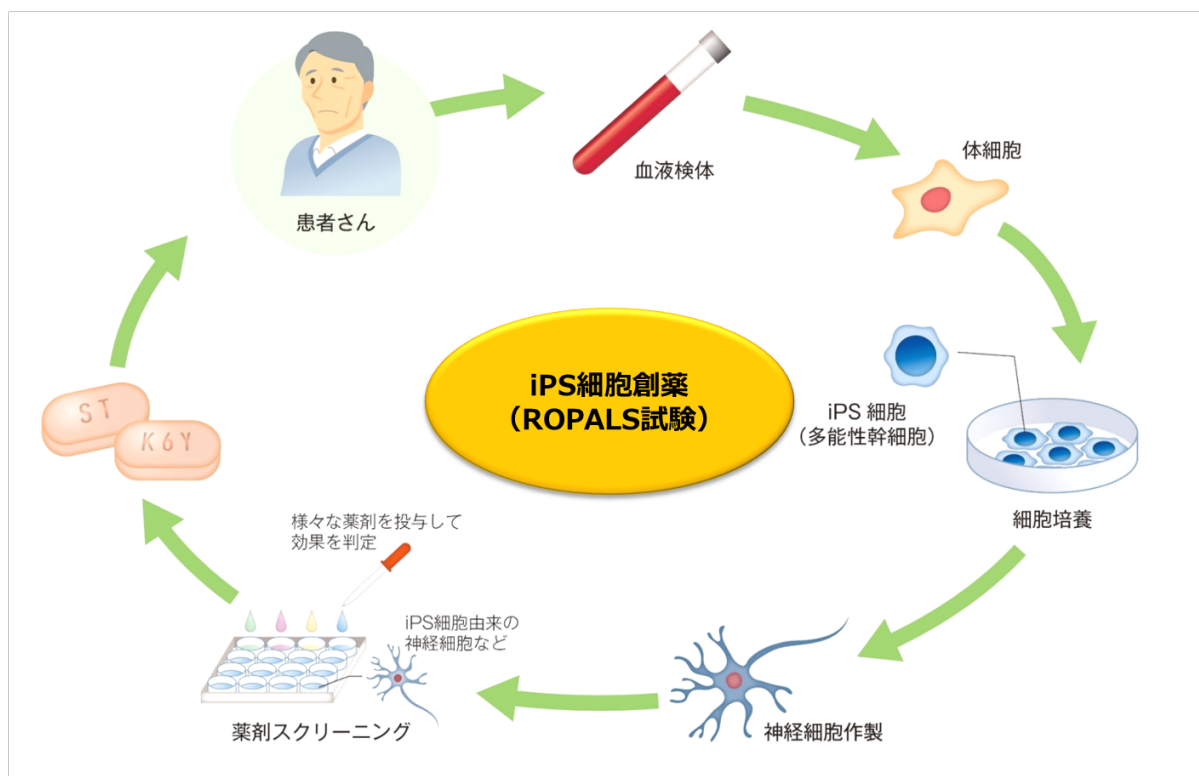 患者さん
血液検体
体細胞
iPS細胞創薬
（ROPALS試験）
iPS 細胞
（多能性幹細胞）
細胞培養
神経細胞作製
iPS細胞由来の
神経細胞など
様々な薬剤を投与して
効果を判定
薬剤スクリーニング
ST
K6Y